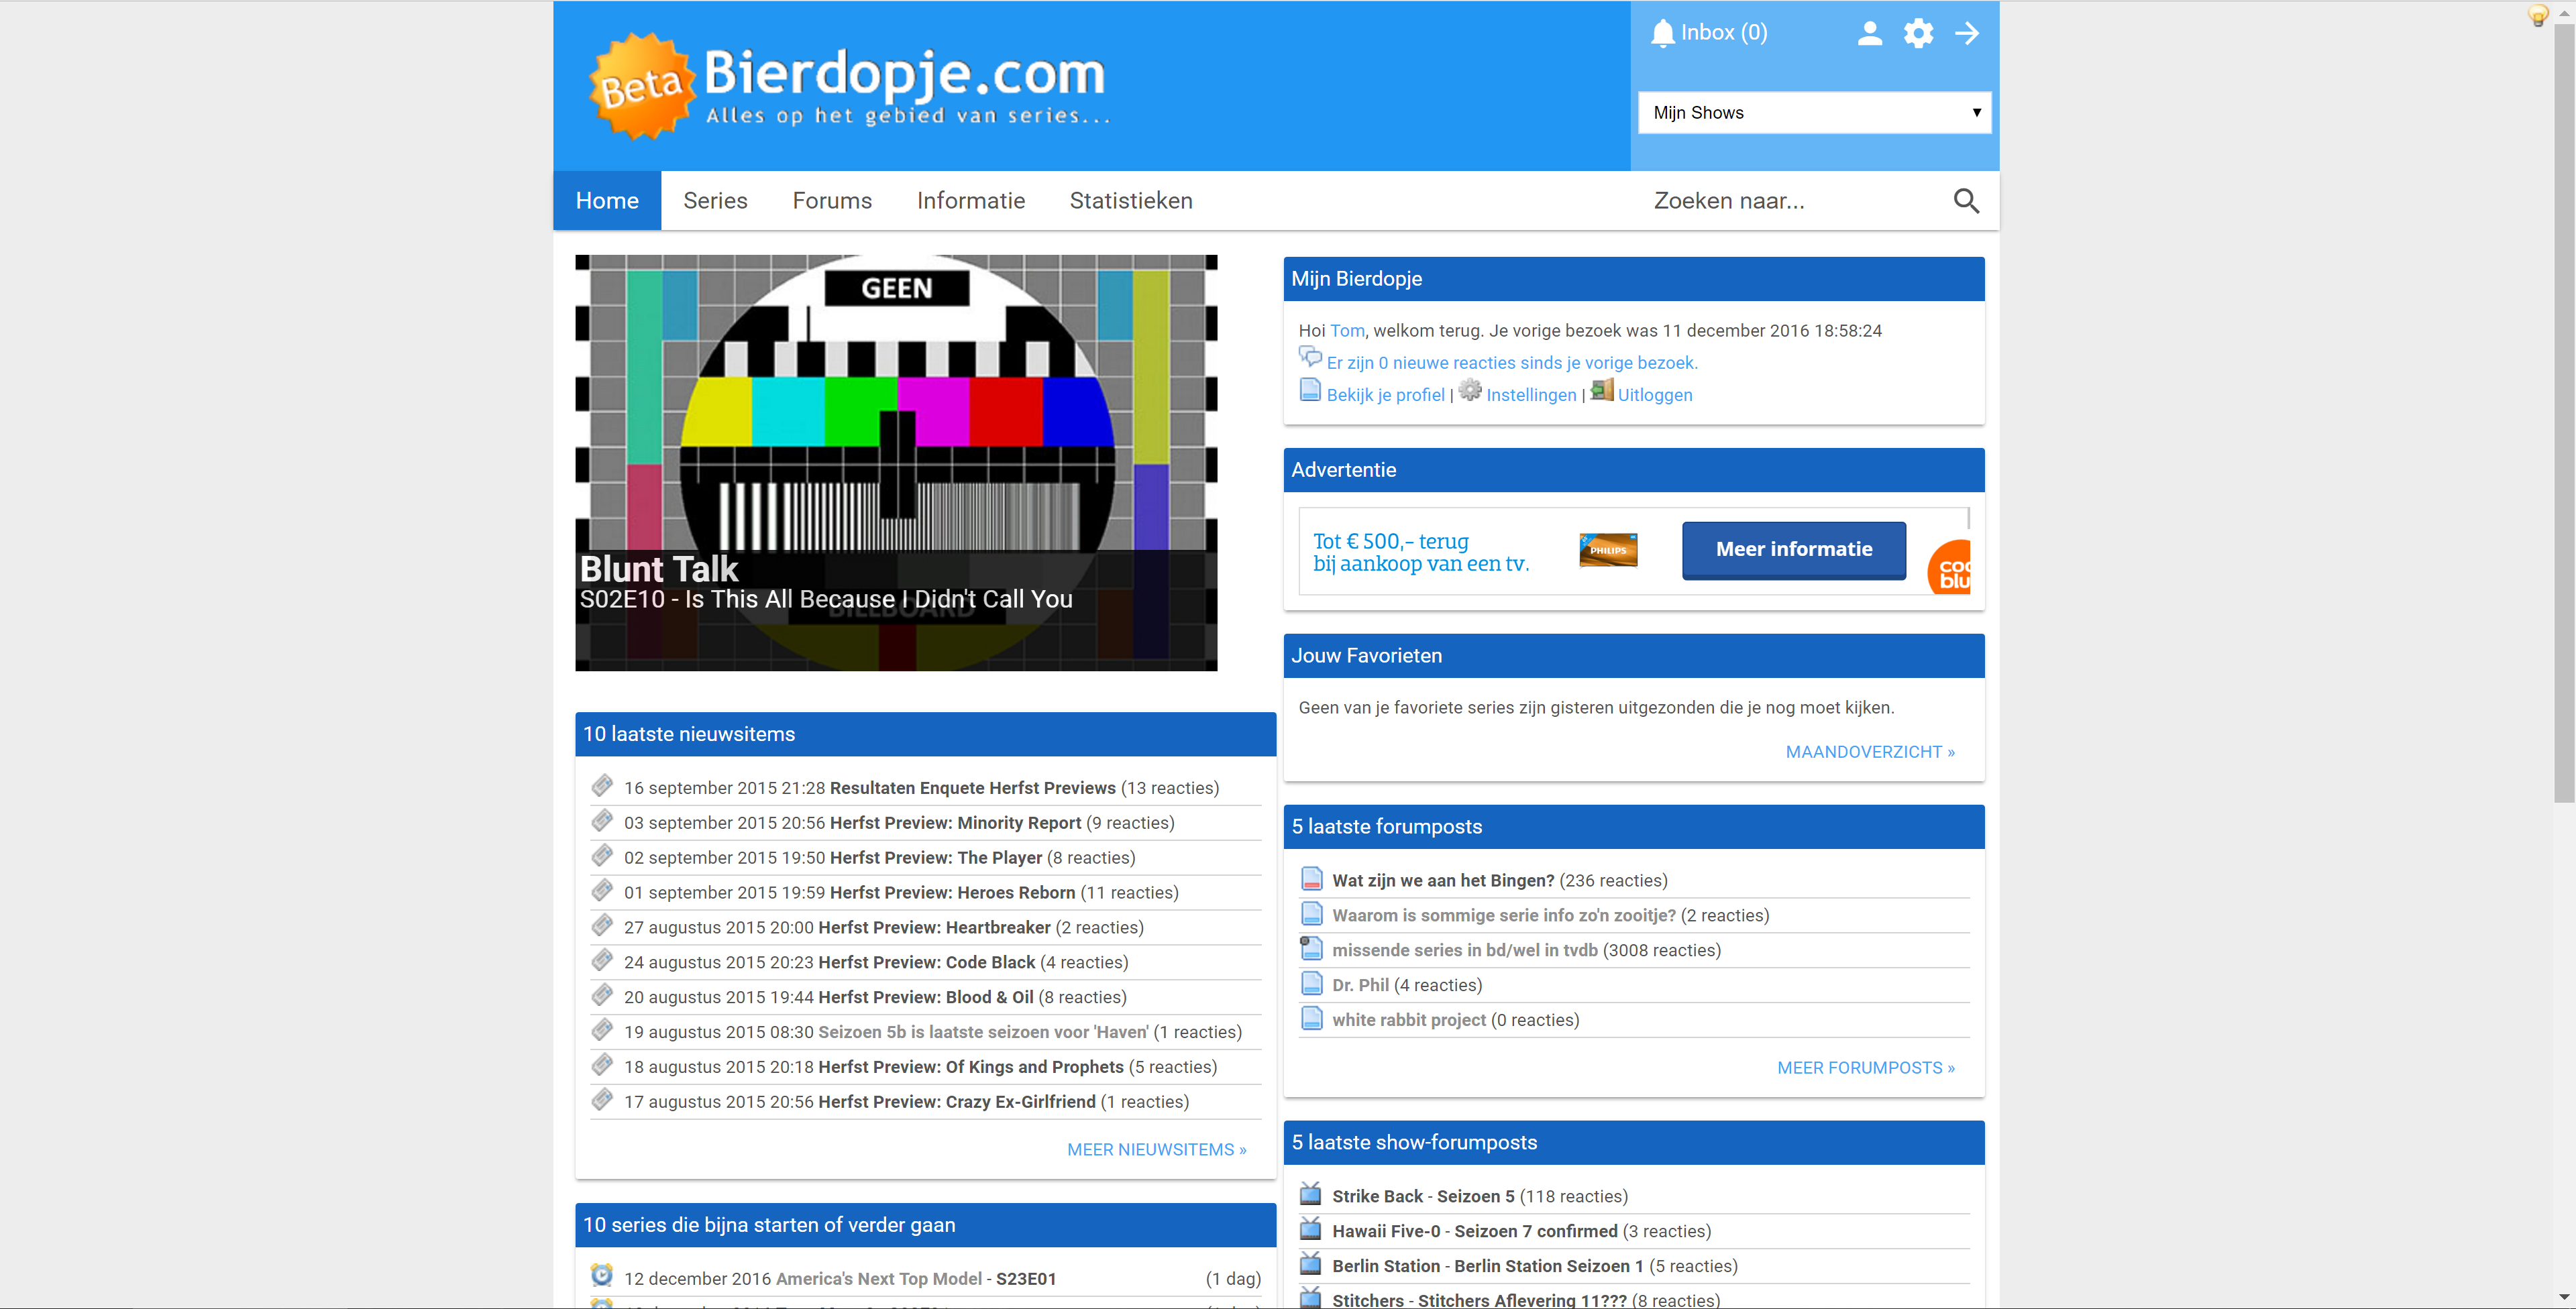 Beta
Bierdopje.com
Alles op het gebied van series...
Inbox (0)
Mijn Shows
Home
Series
Forums
Informatie
Statistieken
Zoeken naar...
GEEN
BILLBOARD
Blunt Talk
S02E10 - Is This All Because I Didn't Call You
10 laatste nieuwsitems
16 september 2015 21:28 Resultaten Enquete Herfst Previews (13 reacties)
03 september 2015 20:56 Herfst Preview: Minority Report (9 reacties)
02 september 2015 19:50 Herfst Preview: The Player (8 reacties)
01 september 2015 19:59 Herfst Preview: Heroes Reborn (11 reacties)
27 augustus 2015 20:00 Herfst Preview: Heartbreaker (2 reacties)
24 augustus 2015 20:23 Herfst Preview: Code Black (4 reacties)
20 augustus 2015 19:44 Herfst Preview: Blood & Oil (8 reacties)
19 augustus 2015 08:30 Seizoen 5b is laatste seizoen voor 'Haven' (1 reacties)
18 augustus 2015 20:18 Herfst Preview: Of Kings and Prophets (5 reacties)
17 augustus 2015 20:56 Herfst Preview: Crazy Ex-Girlfriend (1 reacties)
MEER NIEUWSITEMS »
10 series die bijna starten of verder gaan
12 december 2016 America's Next Top Model - S23E01 (1 dag)
Mijn Bierdopje
Hoi Tom, welkom terug. Je vorige bezoek was 11 december 2016 18:58:24
Er zijn 0 nieuwe reacties sinds je vorige bezoek.
Bekijk je profiel | Instellingen | Uitloggen
Advertentie
Tot € 500,- terug
bij aankoop van een tv.
PHILIPS
Meer informatie
coo
blu
Jouw Favorieten
Geen van je favoriete series zijn gisteren uitgezonden die je nog moet kijken.
MAANDOVERZICHT »
5 laatste forumposts
Wat zijn we aan het Bingen? (236 reacties)
Waarom is sommige serie info zo'n zooitje? (2 reacties)
missende series in bd/wel in tvdb (3008 reacties)
Dr. Phil (4 reacties)
white rabbit project (0 reacties)
MEER FORUMPOSTS »
5 laatste show-forumposts
Strike Back - Seizoen 5 (118 reacties)
Hawaii Five-0 - Seizoen 7 confirmed (3 reacties)
Berlin Station - Berlin Station Seizoen 1 (5 reacties)
Stitchers - Stitchers Aflevering 11??? (8 reacties)